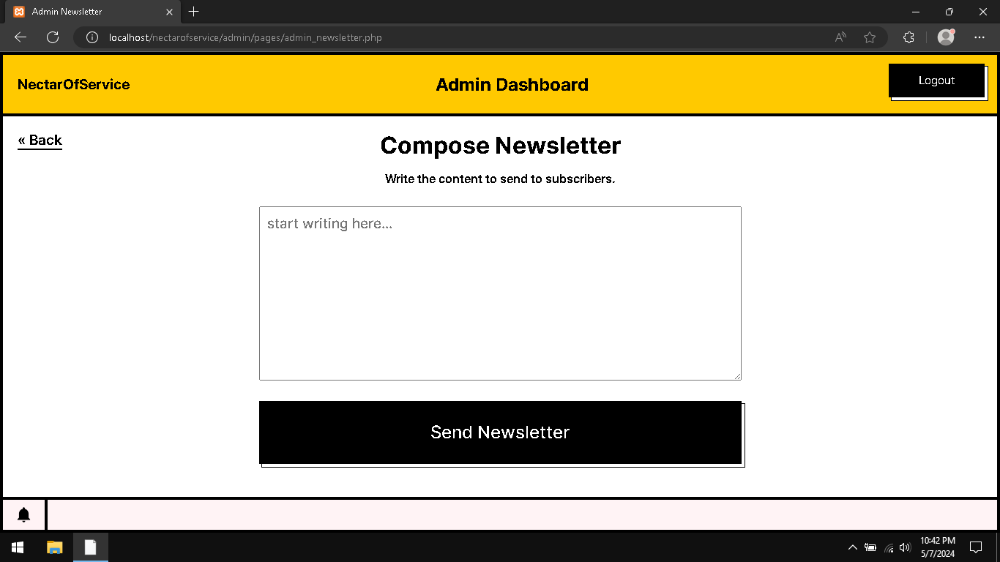 Admin Newsletter
localhost/nectarofservice/admin/pages/admin_newsletter.php
NectarOfService
Admin Dashboard
Logout
« Back
Compose Newsletter
Write the content to send to subscribers.
start writing here...
Send Newsletter
10:42 PM
5/7/2024